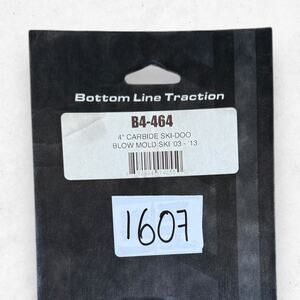 Bottom Line Traction
B4-464
4" CARBIDE SKI-DOO
BLOW MOLD SKI '03 - '13
1607